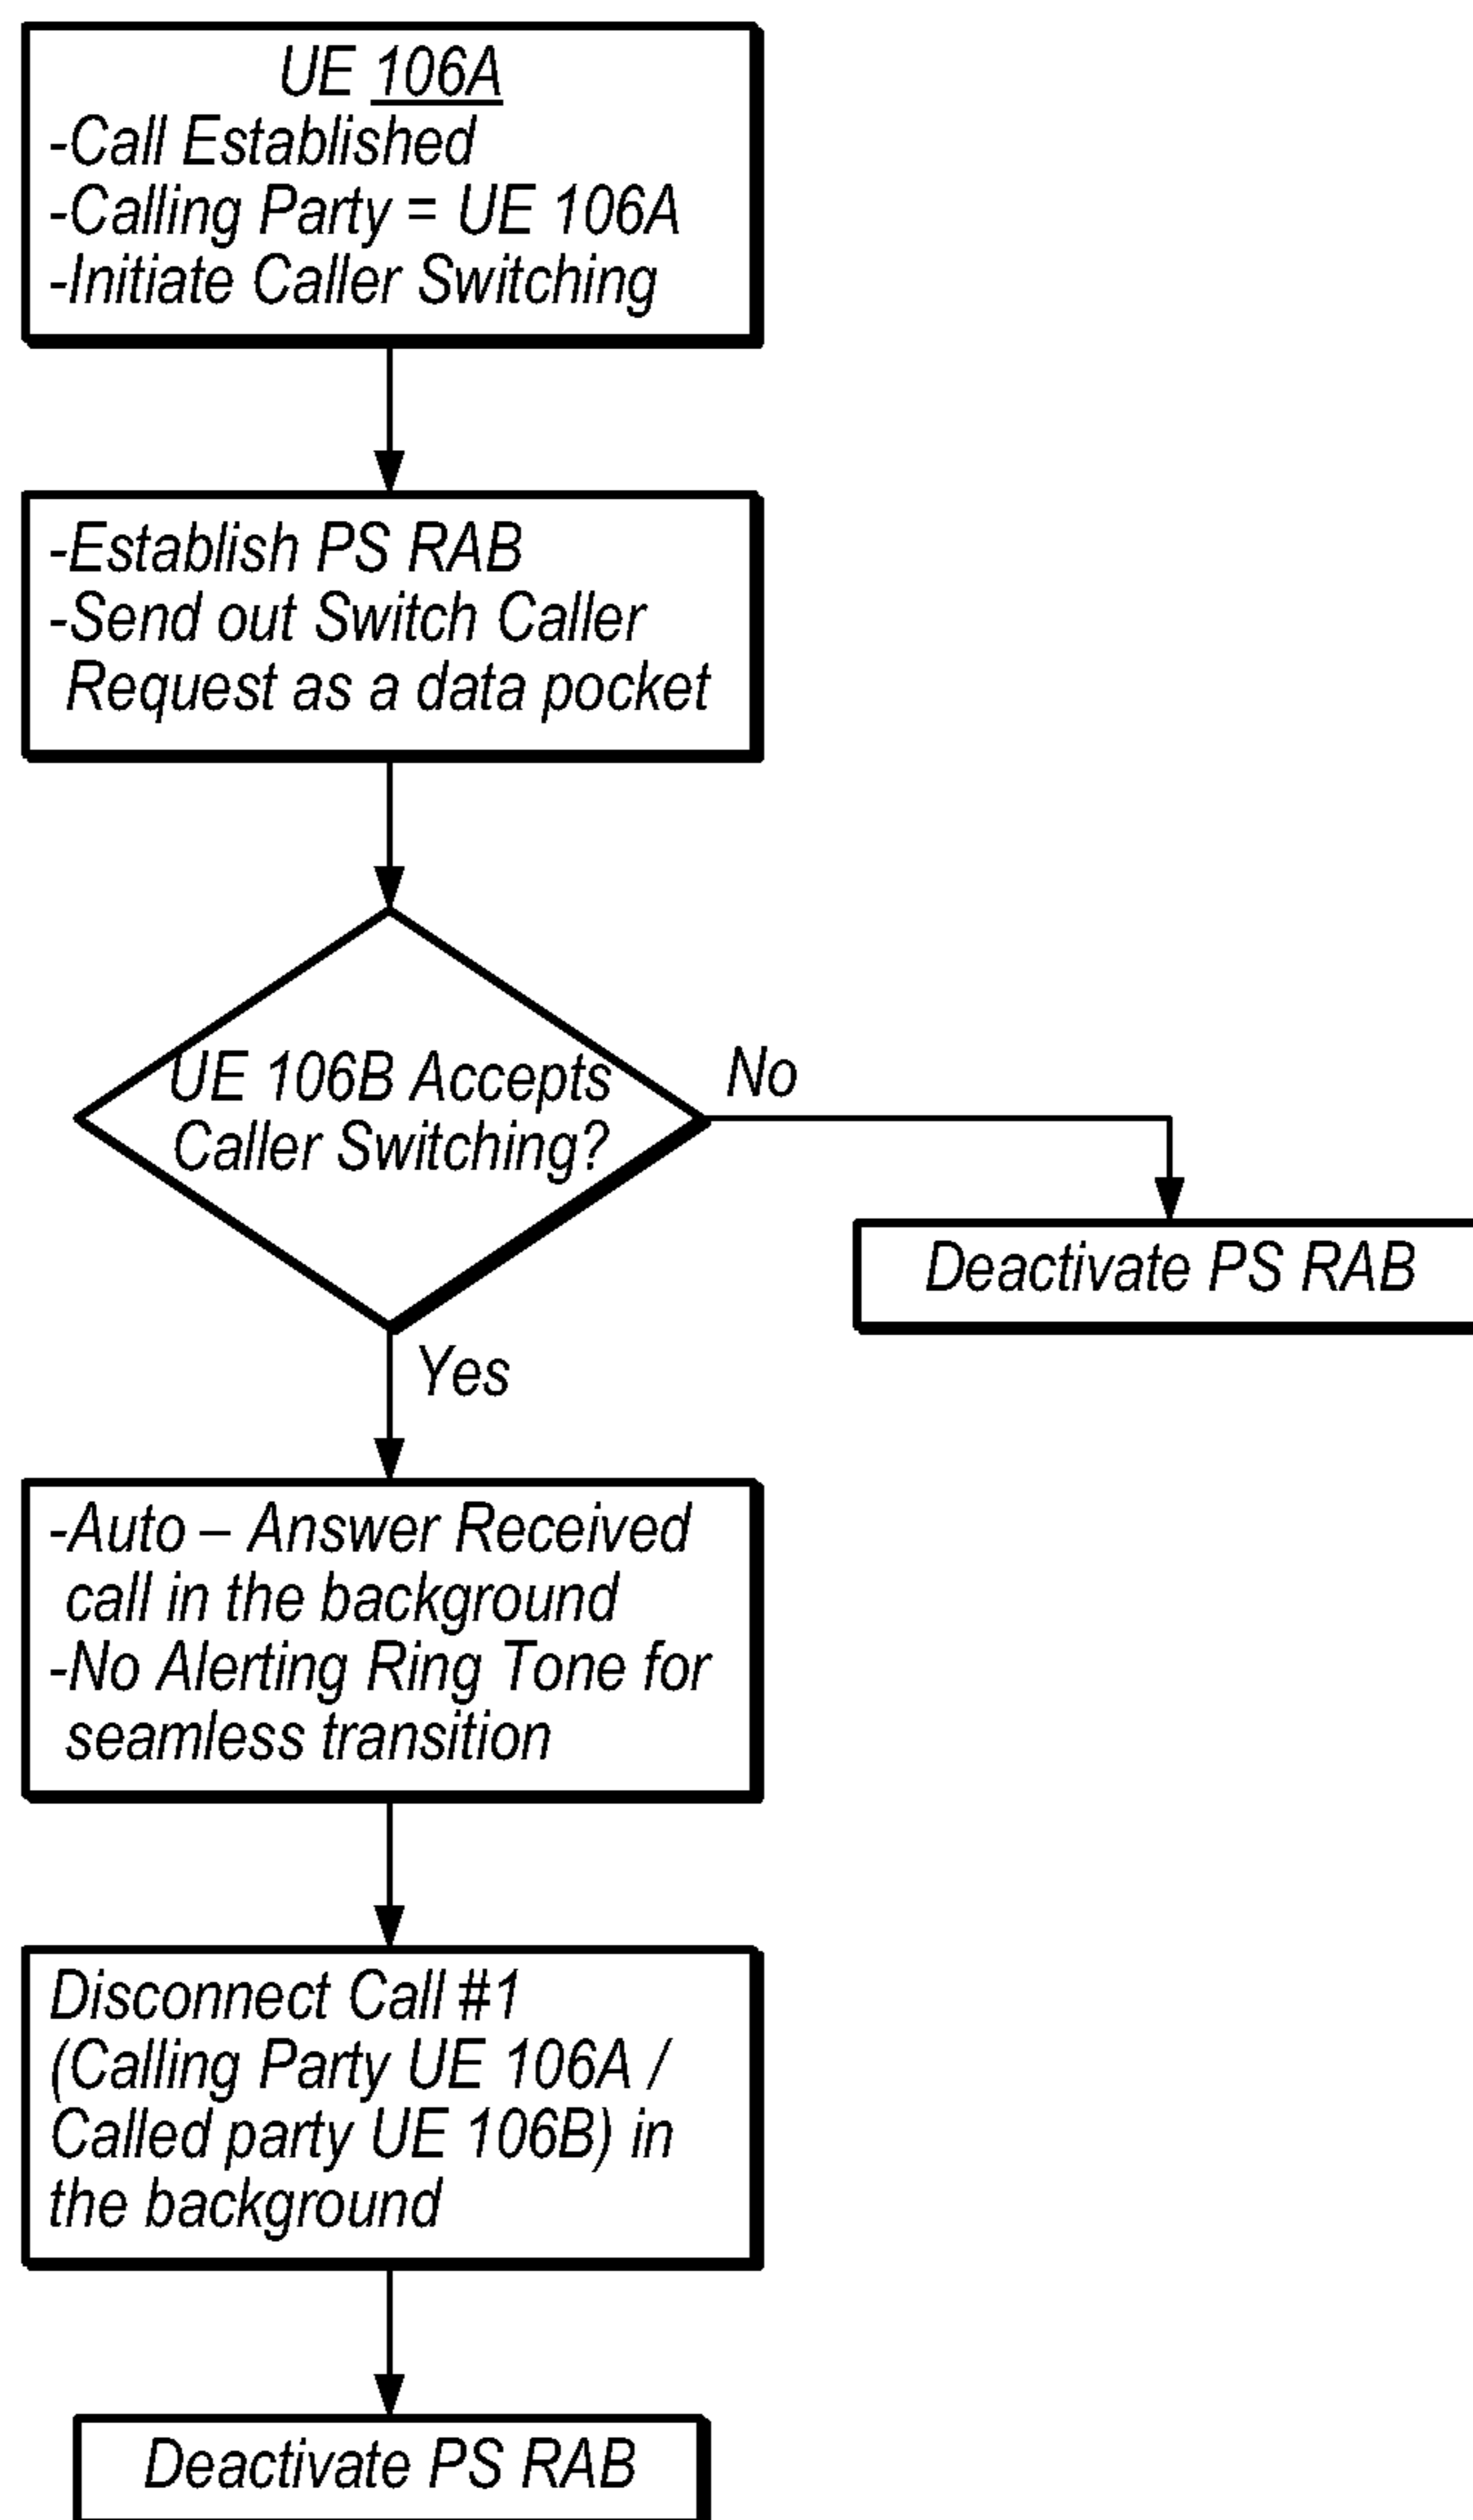 UE 106A
-Call Established
-Calling Party = UE 106A
-Initiate Caller Switching
-Establish PS RAB
-Send out Switch Caller
Request as a data pocket
UE 106B Accepts
Caller Switching?
No
Deactivate PS RAB
Yes
-Auto – Answer Received
call in the background
-No Alerting Ring Tone for
seamless transition
Disconnect Call #1
(Calling Party UE 106A /
Called party UE 106B) in
the background
Deactivate PS RAB